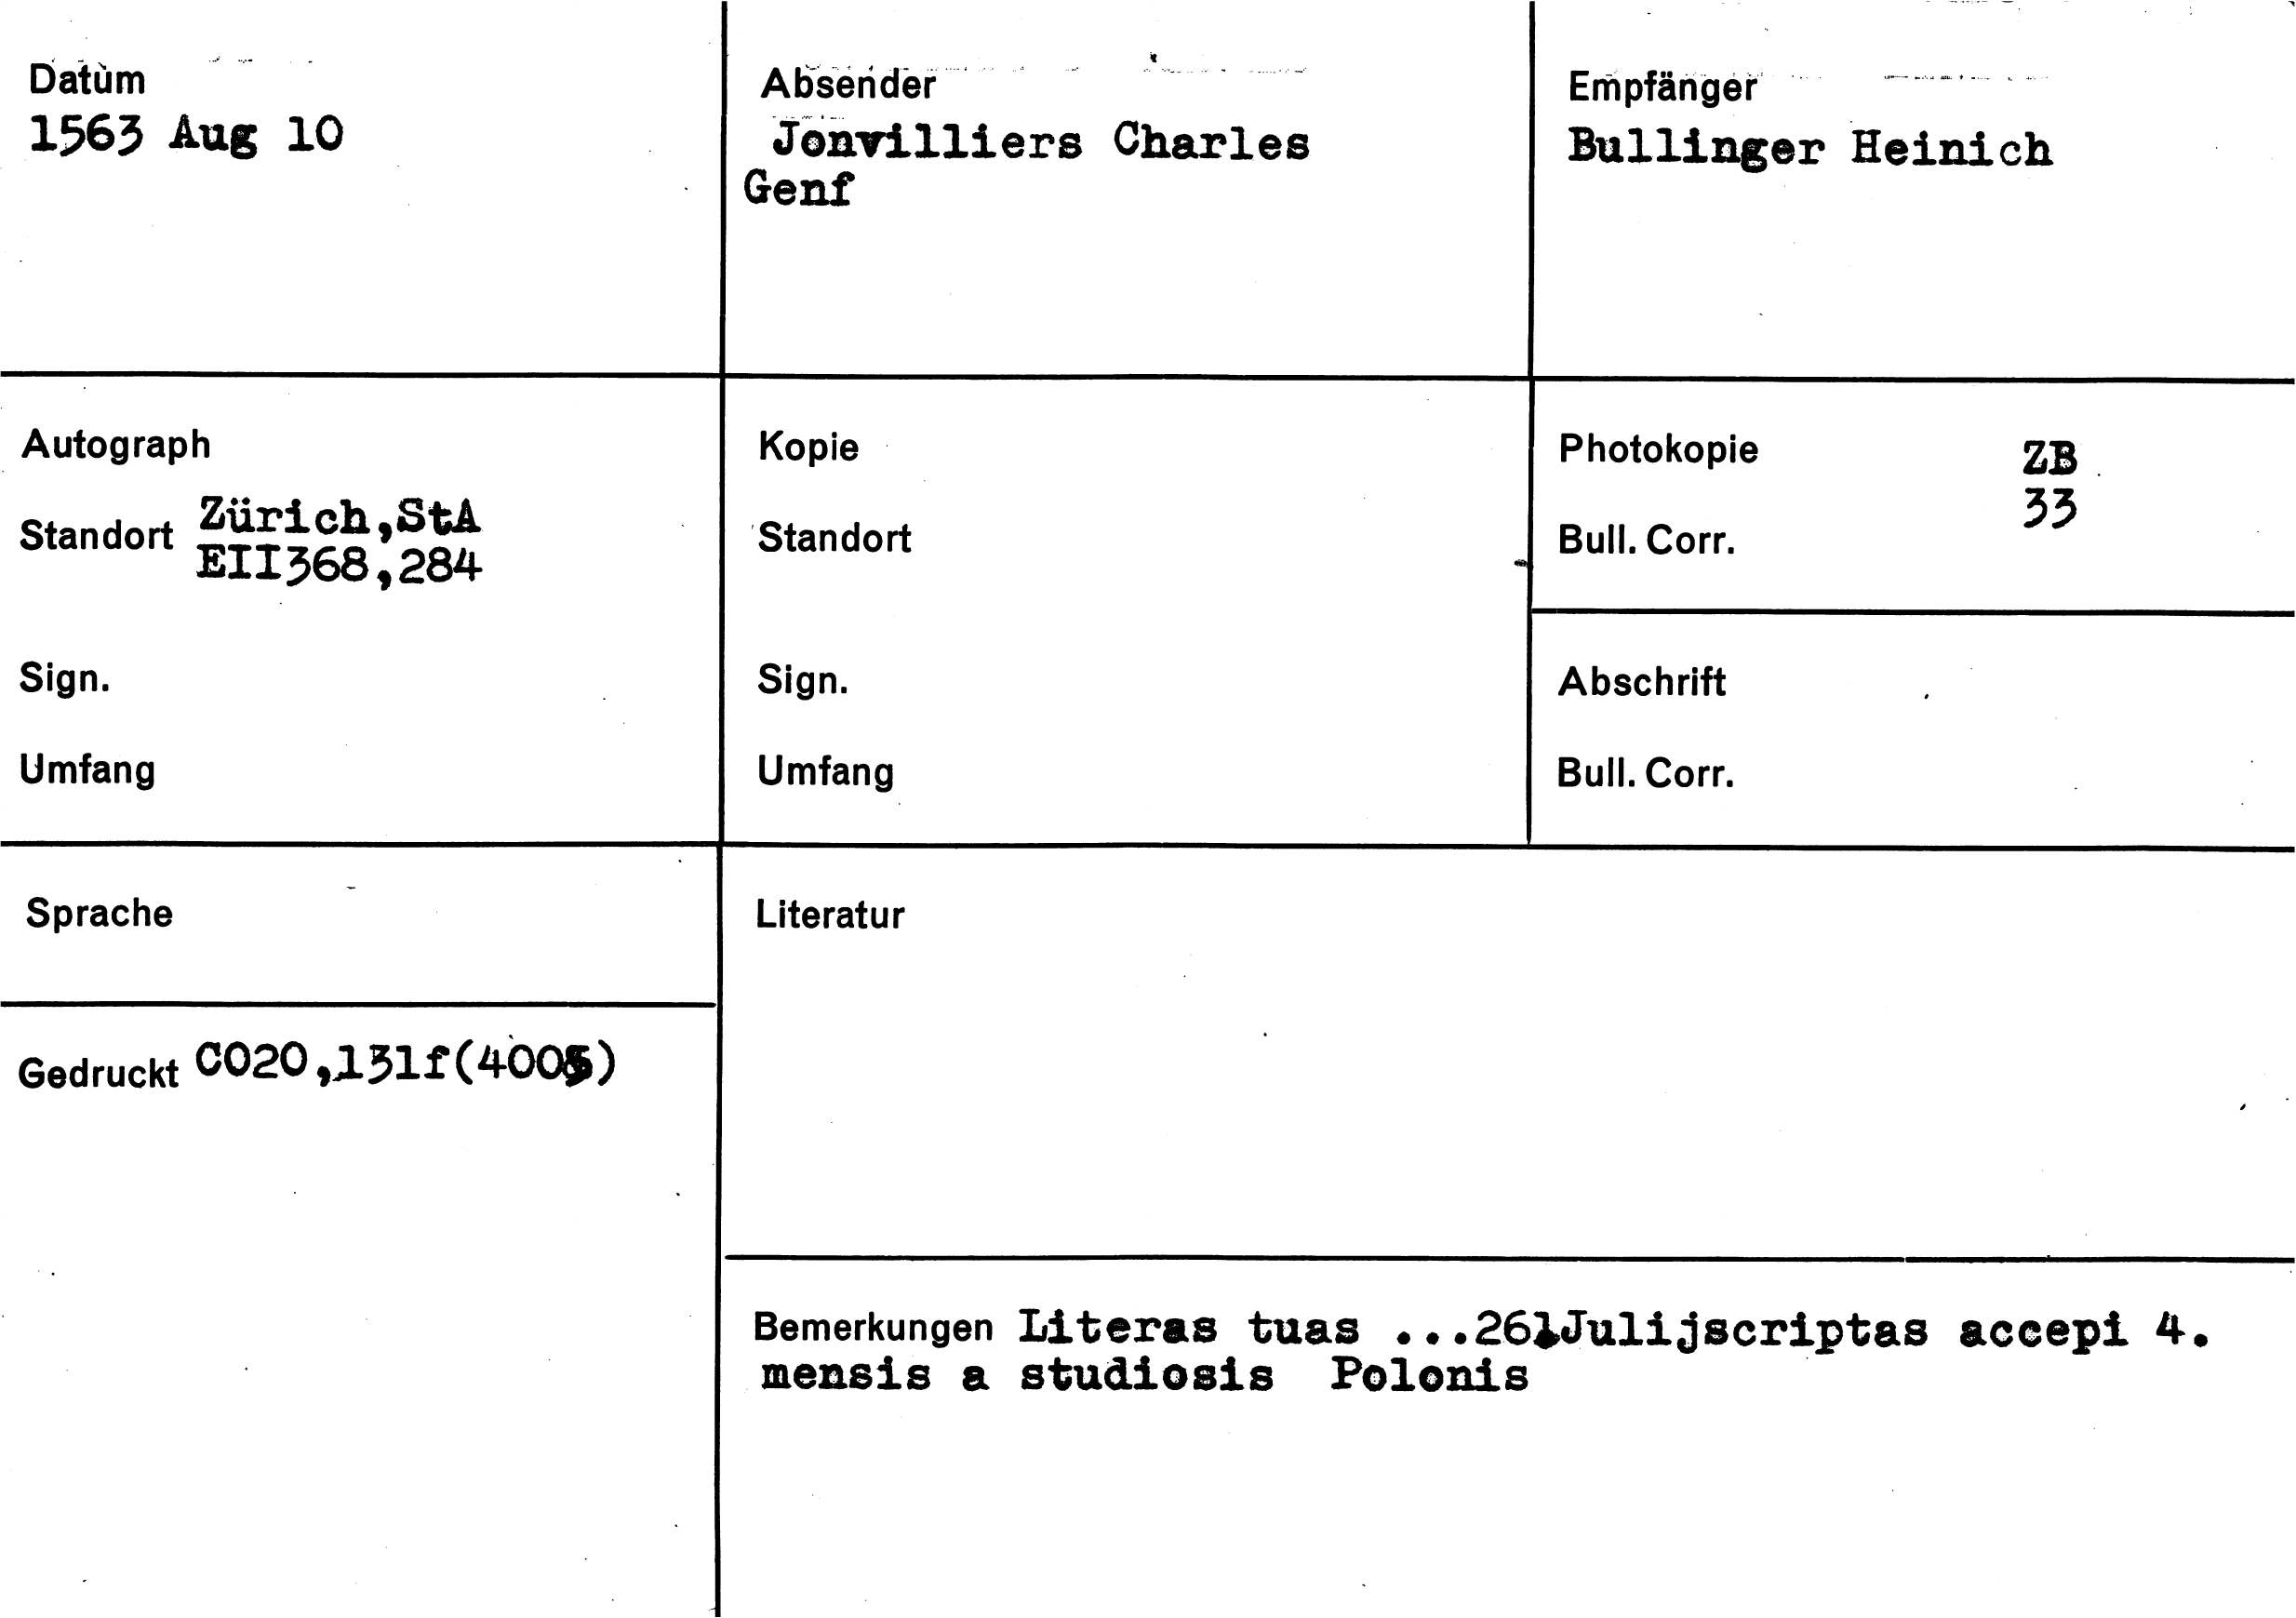 Datum
1563 Aug 10
Absender
Jonvilliers Charles
Genf
Empfänger
Bullinger Heinich
Autograph
Standort Zürich,StA
EII368,284
Sign.
Umfang
Kopie
Standort
Sign.
Umfang
Photokopie ZB
Bull. Corr. 33
Abschrift
Bull. Corr.
Sprache
Gedruckt CO20,131f(4005)
Literatur
Bemerkungen Literas tuas ...26.Julijscriptas accepi 4.
mensis a studiosis Polonis